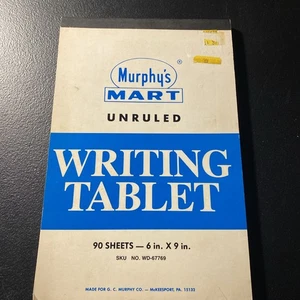 Murphy's
®
MART
UNRULED
WRITING
TABLET
90 SHEETS — 6 in. X 9 in.
SKU NO. WD-67769
MADE FOR G. C. MURPHY CO. — McKEESPORT, PA. 15132